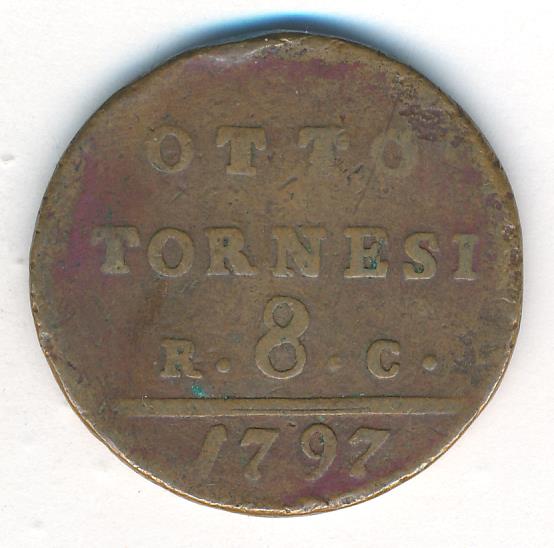 OTTO
TORNESI
R. 8. C.
1797